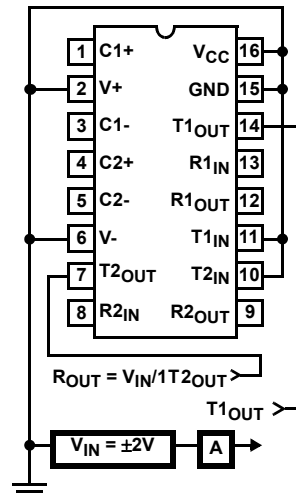 1 C1+ V_CC 16
2 V+ GND 15
3 C1- T1_OUT 14
4 C2+ R1_IN 13
5 C2- R1_OUT 12
6 V- T1_IN 11
7 T2_OUT T2_IN 10
8 R2_IN R2_OUT 9
R_OUT = V_IN/1T2_OUT
T1_OUT
V_IN = ±2V A